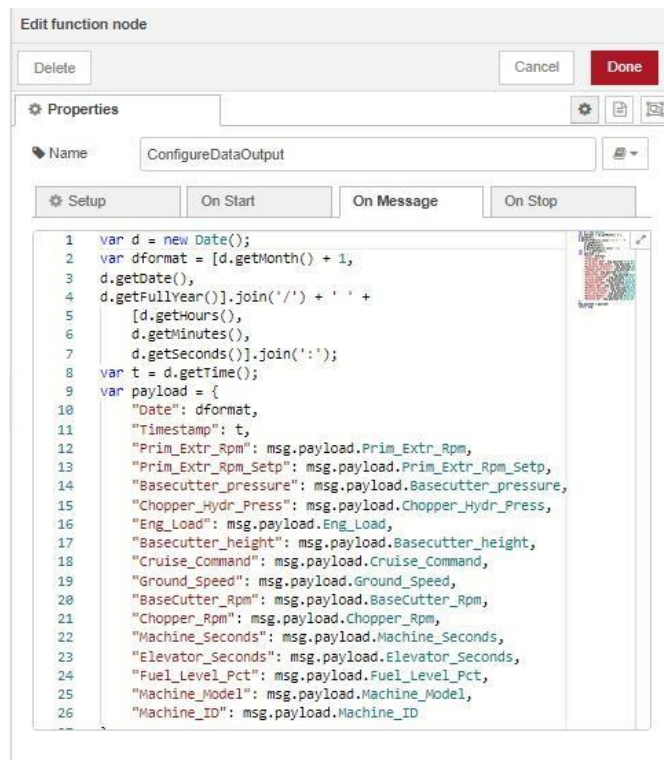 Edit function node
Delete
Cancel
Done
Properties
Name
ConfigureDataOutput
Setup
On Start
On Message
On Stop
1 var d = new Date();
2 var dformat = [d.getMonth() + 1,
3 d.getDate(),
4 d.getFullYear()].join('/') + ' ' +
5 [d.getHours(),
6 d.getMinutes(),
7 d.getSeconds()].join(':');
8 var t = d.getTime();
9 var payload = {
10 "Date": dformat,
11 "Timestamp": t,
12 "Prim_Extr_Rpm": msg.payload.Prim_Extr_Rpm,
13 "Prim_Extr_Rpm_Setp": msg.payload.Prim_Extr_Rpm_Setp,
14 "Basecutter_pressure": msg.payload.Basecutter_pressure,
15 "Chopper_Hydr_Press": msg.payload.Chopper_Hydr_Press,
16 "Eng_Load": msg.payload.Eng_Load,
17 "Basecutter_height": msg.payload.Basecutter_height,
18 "Cruise_Command": msg.payload.Cruise_Command,
19 "Ground_Speed": msg.payload.Ground_Speed,
20 "BaseCutter_Rpm": msg.payload.BaseCutter_Rpm,
21 "Chopper_Rpm": msg.payload.Chopper_Rpm,
22 "Machine_Seconds": msg.payload.Machine_Seconds,
23 "Elevator_Seconds": msg.payload.Elevator_Seconds,
24 "Fuel_Level_Pct": msg.payload.Fuel_Level_Pct,
25 "Machine_Model": msg.payload.Machine_Model,
26 "Machine_ID": msg.payload.Machine_ID